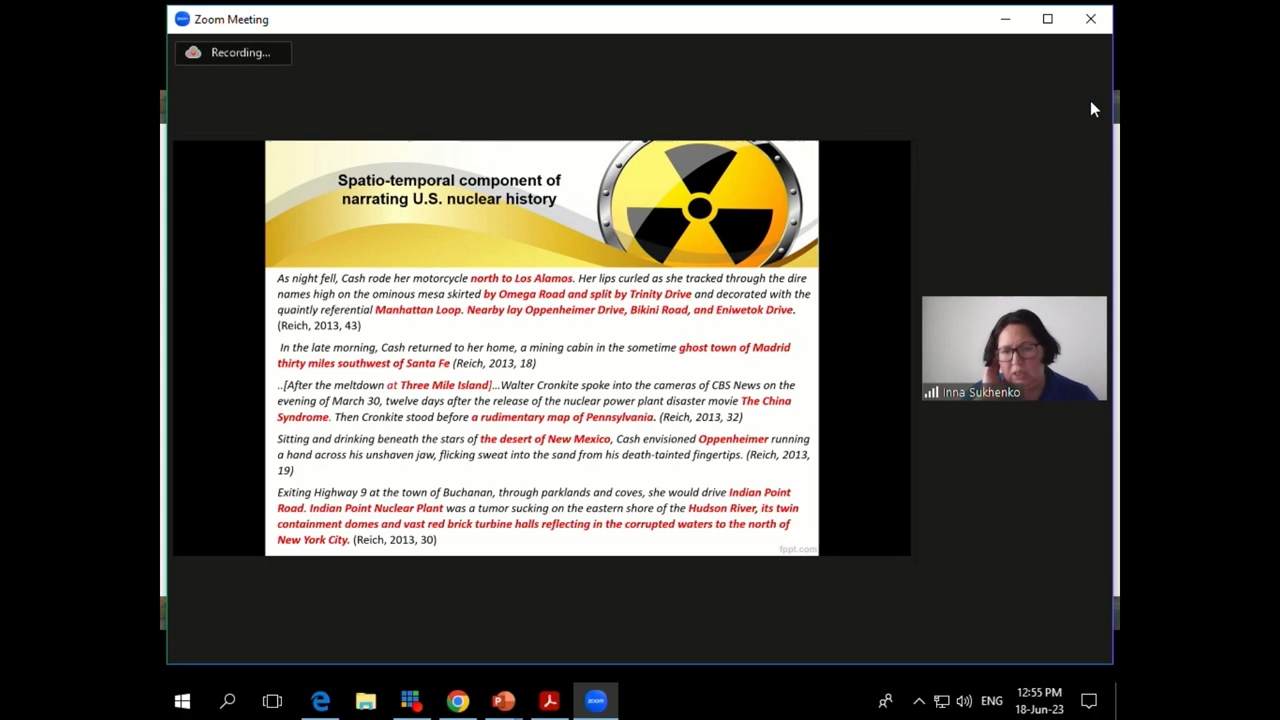 Zoom Meeting
Recording...
Spatio-temporal component of
narrating U.S. nuclear history
As night fell, Cash rode her motorcycle north to Los Alamos. Her lips curled as she tracked through the dire
names high on the ominous mesa skirted by Omega Road and split by Trinity Drive and decorated with the
quaintly referential Manhattan Loop. Nearby lay Oppenheimer Drive, Bikini Road, and Eniwetok Drive.
(Reich, 2013, 43)
In the late morning, Cash returned to her home, a mining cabin in the sometime ghost town of Madrid
thirty miles southwest of Santa Fe (Reich, 2013, 18)
..[After the meltdown at Three Mile Island]...Walter Cronkite spoke into the cameras of CBS News on the
evening of March 30, twelve days after the release of the nuclear power plant disaster movie The China
Syndrome. Then Cronkite stood before a rudimentary map of Pennsylvania. (Reich, 2013, 32)
Sitting and drinking beneath the stars of the desert of New Mexico, Cash envisioned Oppenheimer running
a hand across his unshaven jaw, flicking sweat into the sand from his death-tainted fingertips. (Reich, 2013,
19)
Exiting Highway 9 at the town of Buchanan, through parklands and coves, she would drive Indian Point
Road. Indian Point Nuclear Plant was a tumor sucking on the eastern shore of the Hudson River, its twin
containment domes and vast red brick turbine halls reflecting in the corrupted waters to the north of
New York City. (Reich, 2013, 30)
fppt.com
Inna Sukhenko
ENG
12:55 PM
18-Jun-23